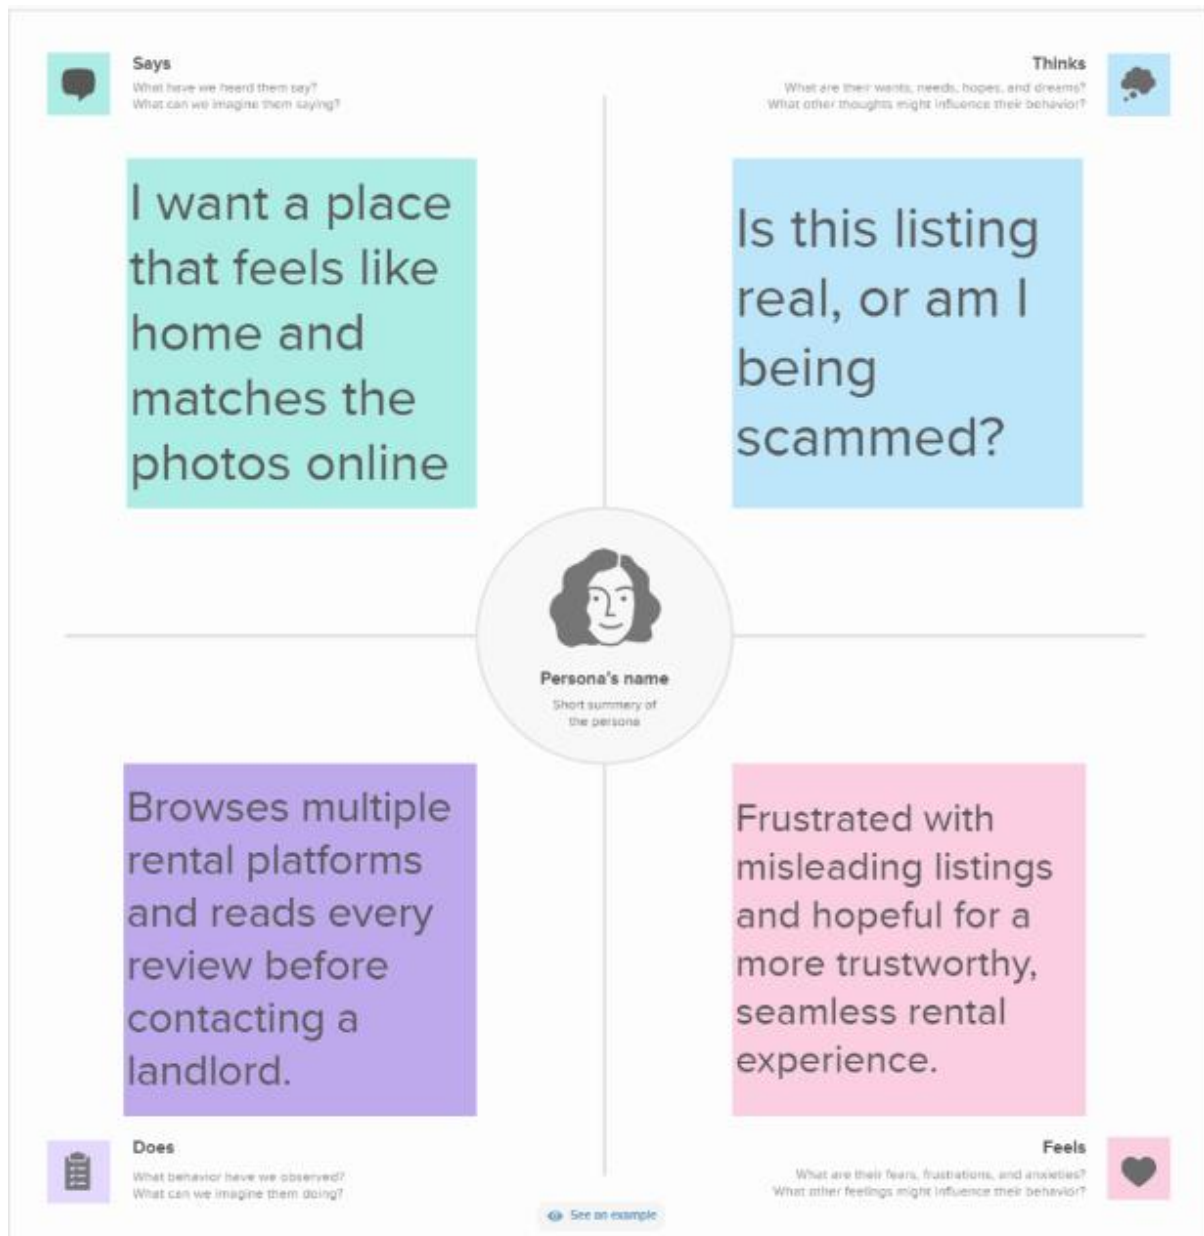 Says
What have we heard them say?
What can we imagine them saying?
Thinks
What are their wants, needs, hopes, and dreams?
What other thoughts might influence their behavior?
I want a place
that feels like
home and
matches the
photos online
Is this listing
real, or am I
being
scammed?
Persona's name
Short summary of
the persona
Browses multiple
rental platforms
and reads every
review before
contacting a
landlord.
Frustrated with
misleading listings
and hopeful for a
more trustworthy,
seamless rental
experience.
Does
What behavior have we observed?
What can we imagine them doing?
Feels
What are their fears, frustrations, and anxieties?
What other feelings might influence their behavior?
See an example